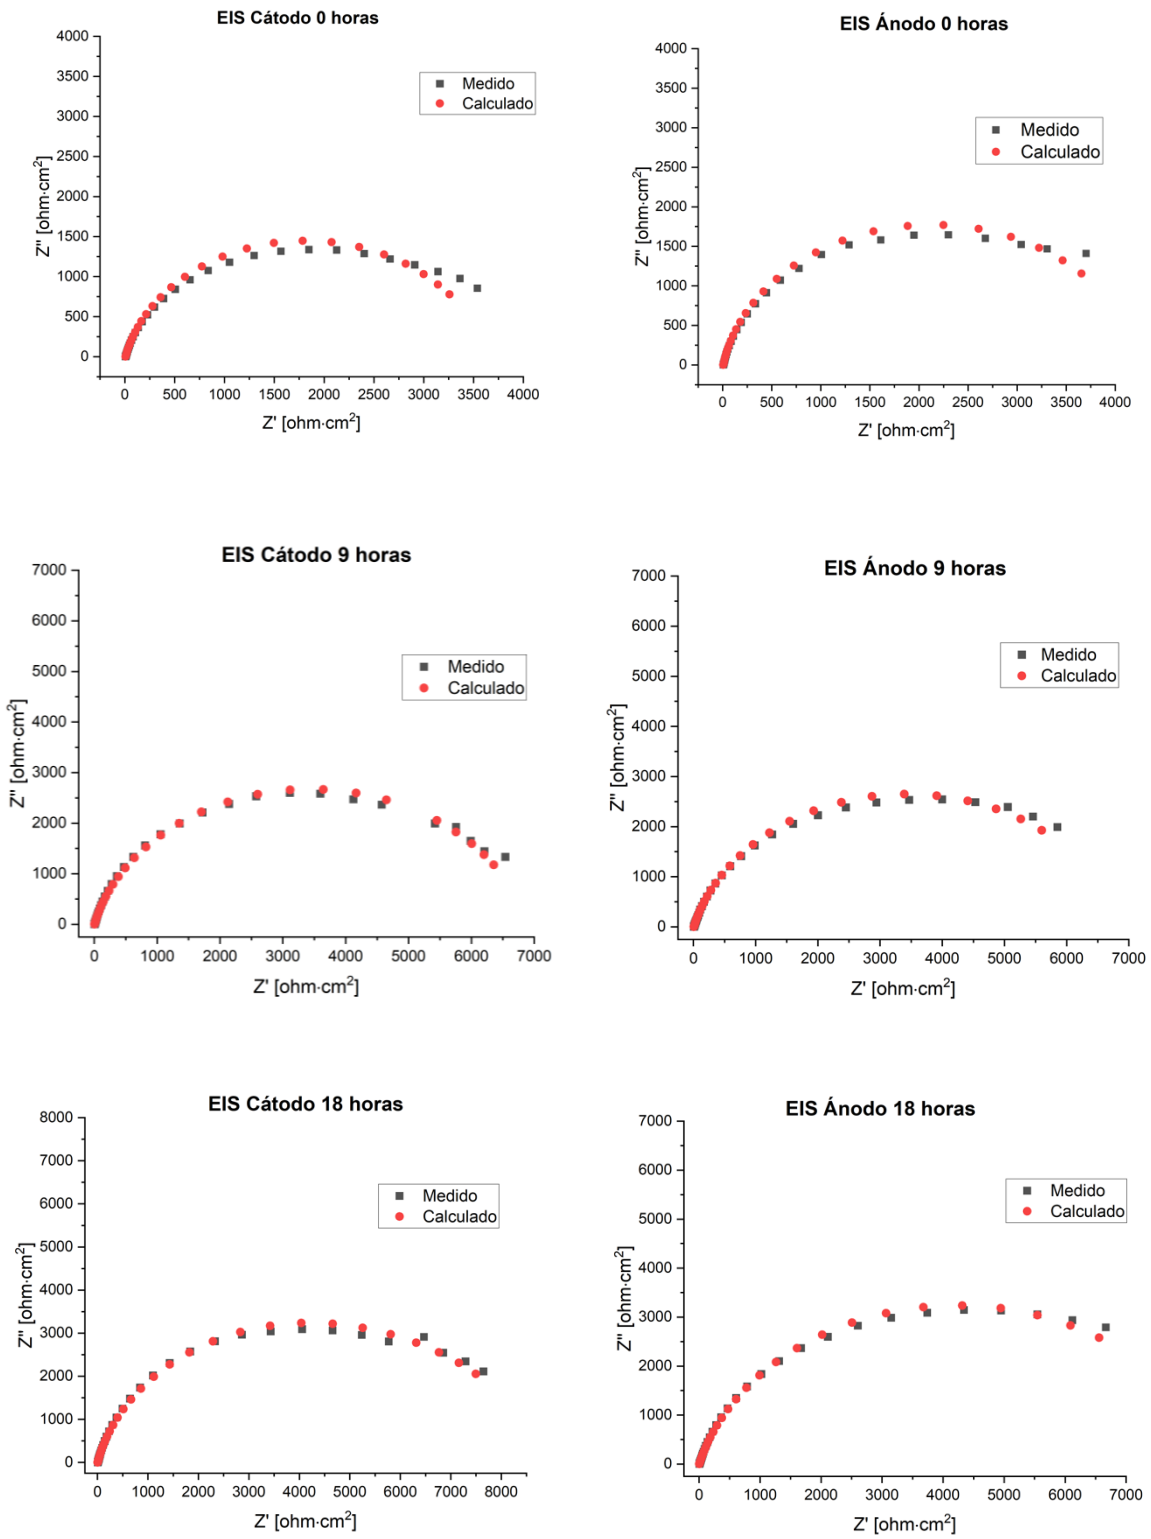 EIS Cátodo 0 horas
4000
3500
3000
2500
2000
1500
1000
500
0
Z'' [ohm·cm²]
Medido
Calculado
0 500 1000 1500 2000 2500 3000 3500 4000
Z' [ohm·cm²]
EIS Ánodo 0 horas
4000
3500
3000
2500
2000
1500
1000
500
0
Z'' [ohm·cm²]
Medido
Calculado
0 500 1000 1500 2000 2500 3000 3500 4000
Z' [ohm·cm²]
EIS Cátodo 9 horas
7000
6000
5000
4000
3000
2000
1000
0
Z'' [ohm·cm²]
Medido
Calculado
0 1000 2000 3000 4000 5000 6000 7000
Z' [ohm·cm²]
EIS Ánodo 9 horas
7000
6000
5000
4000
3000
2000
1000
0
Z'' [ohm·cm²]
Medido
Calculado
0 1000 2000 3000 4000 5000 6000 7000
Z' [ohm·cm²]
EIS Cátodo 18 horas
8000
7000
6000
5000
4000
3000
2000
1000
0
Z'' [ohm·cm²]
Medido
Calculado
0 1000 2000 3000 4000 5000 6000 7000 8000
Z' [ohm·cm²]
EIS Ánodo 18 horas
7000
6000
5000
4000
3000
2000
1000
0
Z'' [ohm·cm²]
Medido
Calculado
0 1000 2000 3000 4000 5000 6000 7000
Z' [ohm·cm²]